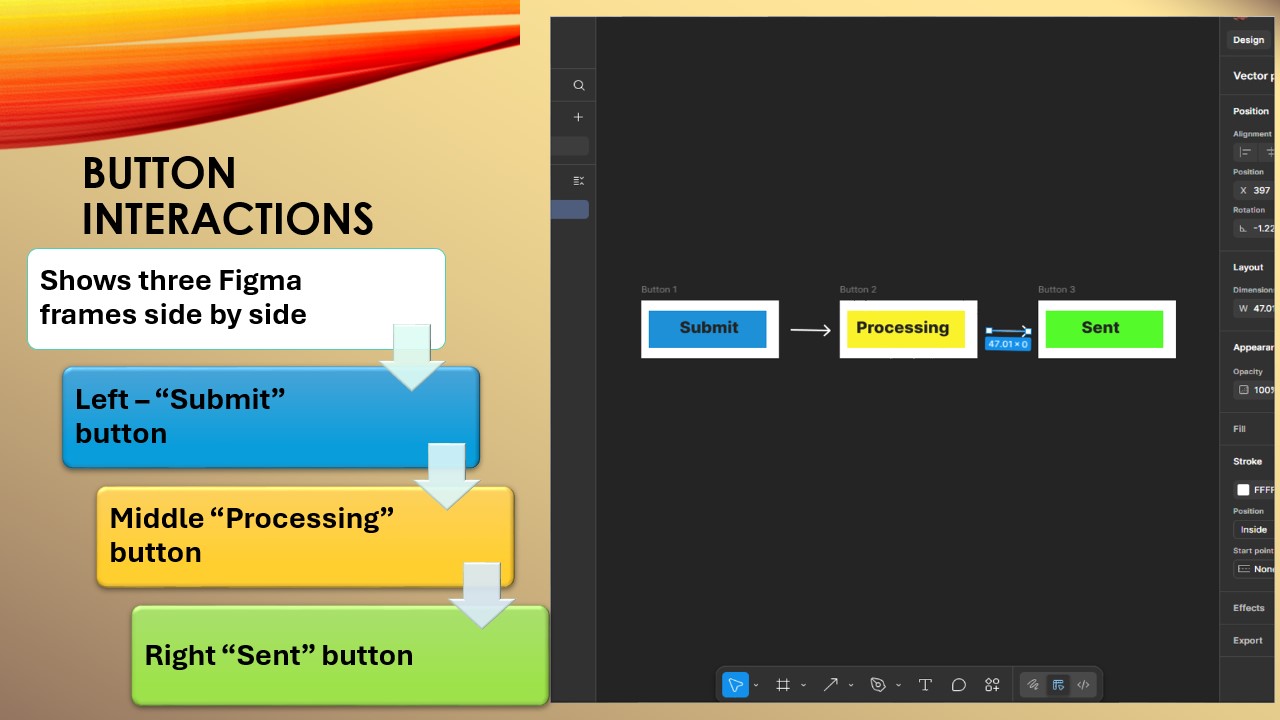 BUTTON
INTERACTIONS
Shows three Figma
frames side by side
Left – “Submit”
button
Middle “Processing”
button
Right “Sent” button
Button 1
Button 2
Button 3
Submit
Processing
Sent
47.01 × 0
Design
Vector p
Position
Alignment
Position
X 397
Rotation
-1.22
Layout
Dimension
W 47.01
Appearan
Opacity
100%
Fill
Stroke
FFFF
Position
Inside
Start point
None
Effects
Export